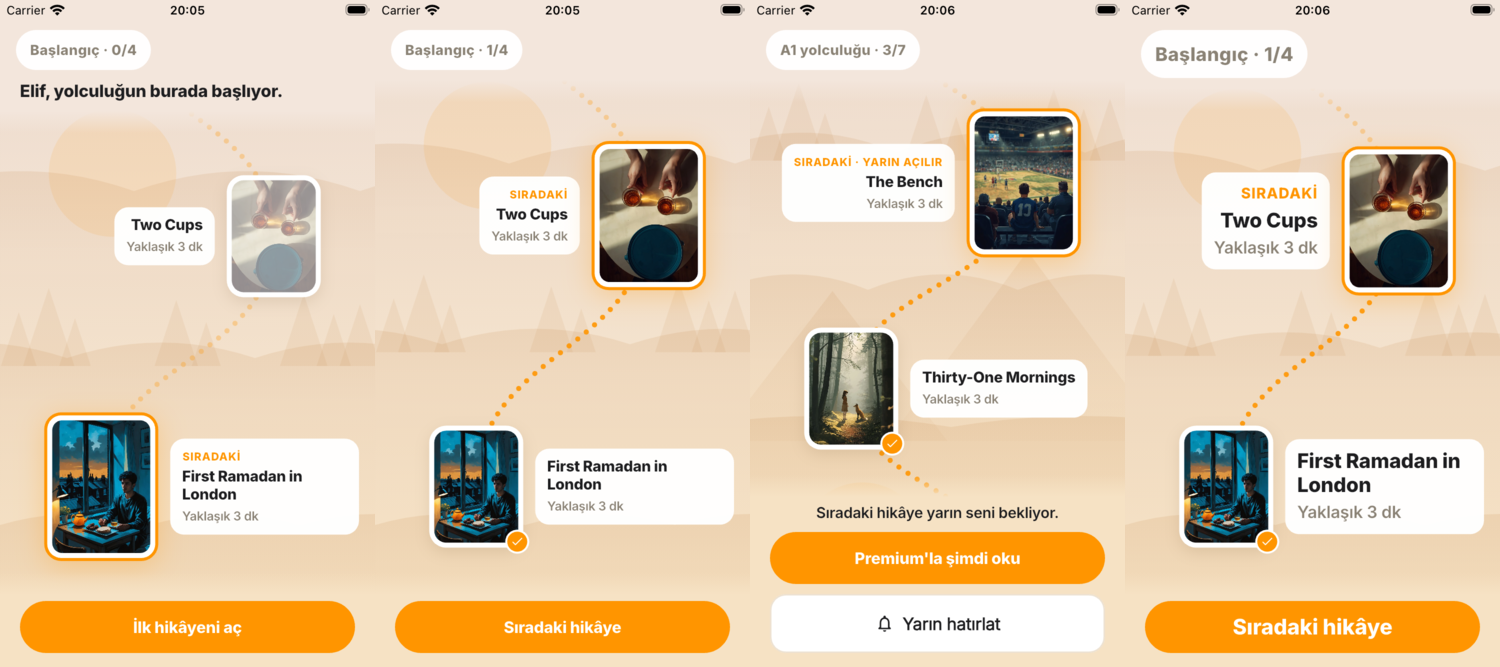 Carrier 20:05
Başlangıç · 0/4
Elif, yolculuğun burada başlıyor.
Two Cups
Yaklaşık 3 dk
SIRADAKİ
First Ramadan in
London
Yaklaşık 3 dk
İlk hikâyeni aç
Carrier 20:05
Başlangıç · 1/4
SIRADAKİ
Two Cups
Yaklaşık 3 dk
First Ramadan in
London
Yaklaşık 3 dk
Sıradaki hikâye
Carrier 20:06
A1 yolculuğu · 3/7
SIRADAKİ · YARIN AÇILIR
The Bench
Yaklaşık 3 dk
13
Thirty-One Mornings
Yaklaşık 3 dk
Sıradaki hikâye yarın seni bekliyor.
Premium'la şimdi oku
Yarın hatırlat
Carrier 20:06
Başlangıç · 1/4
SIRADAKİ
Two Cups
Yaklaşık 3 dk
First Ramadan in
London
Yaklaşık 3 dk
Sıradaki hikâye